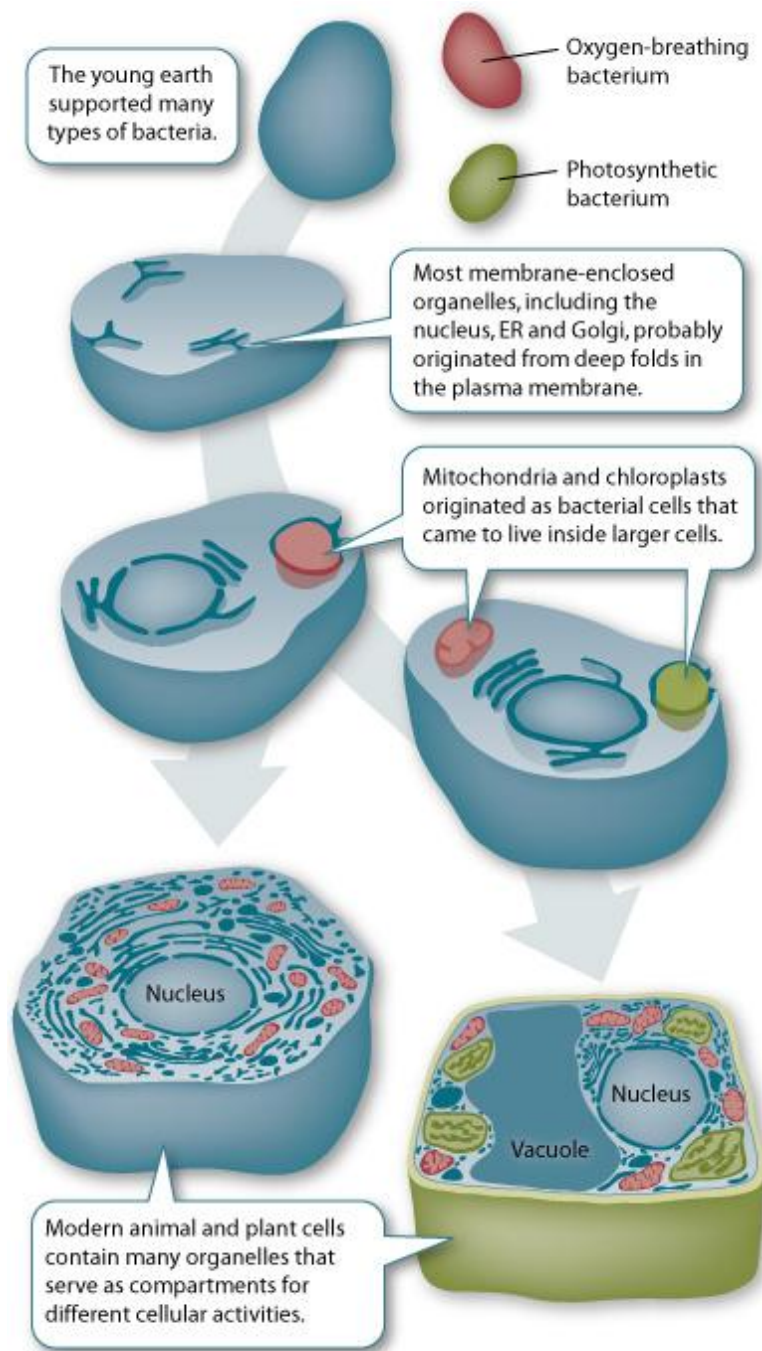 The young earth
supported many
types of bacteria.
Oxygen-breathing
bacterium
Photosynthetic
bacterium
Most membrane-enclosed
organelles, including the
nucleus, ER and Golgi, probably
originated from deep folds in
the plasma membrane.
Mitochondria and chloroplasts
originated as bacterial cells that
came to live inside larger cells.
Nucleus
Nucleus
Vacuole
Modern animal and plant cells
contain many organelles that
serve as compartments for
different cellular activities.